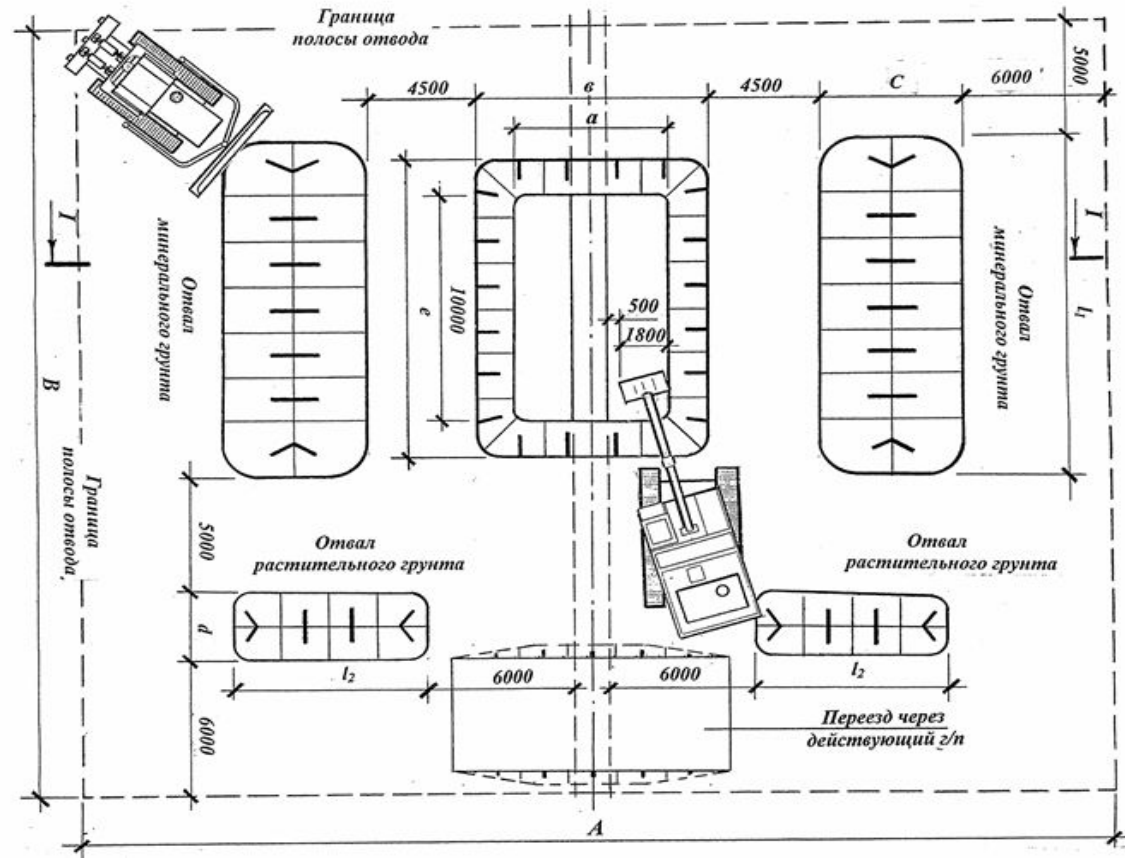 Граница
полосы отвода
5000
4500
в
4500
С
6000
а
I
I
Отвал
минерального грунта
е
10000
500
1800
Отвал
минерального грунта
l₁
В
Граница
полосы отвода,
5000
Отвал
растительного грунта
Отвал
растительного грунта
d
l₂
6000
6000
l₂
6000
Переезд через
действующий г/п
А